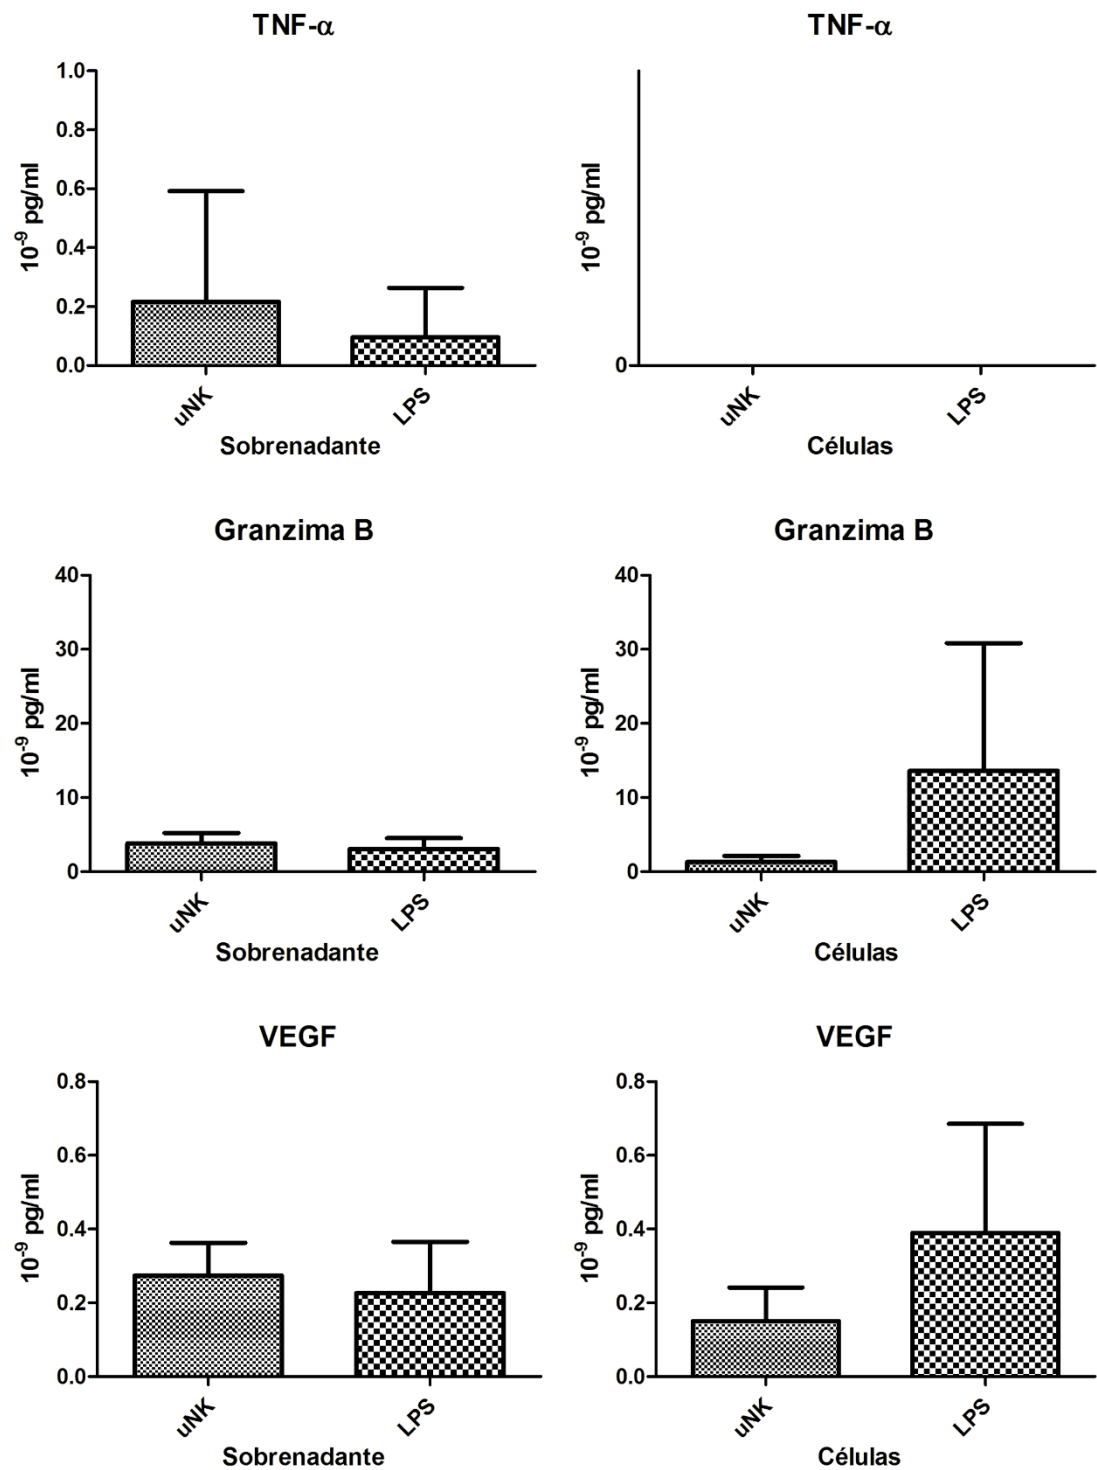 TNF-α
1.0
0.8
0.6
0.4
0.2
0.0
10⁻⁹ pg/ml
uNK
LPS
Sobrenadante
TNF-α
0
10⁻⁹ pg/ml
uNK
LPS
Células
Granzima B
40
30
20
10
0
10⁻⁹ pg/ml
uNK
LPS
Sobrenadante
Granzima B
40
30
20
10
0
10⁻⁹ pg/ml
uNK
LPS
Células
VEGF
0.8
0.6
0.4
0.2
0.0
10⁻⁹ pg/ml
uNK
LPS
Sobrenadante
VEGF
0.8
0.6
0.4
0.2
0.0
10⁻⁹ pg/ml
uNK
LPS
Células